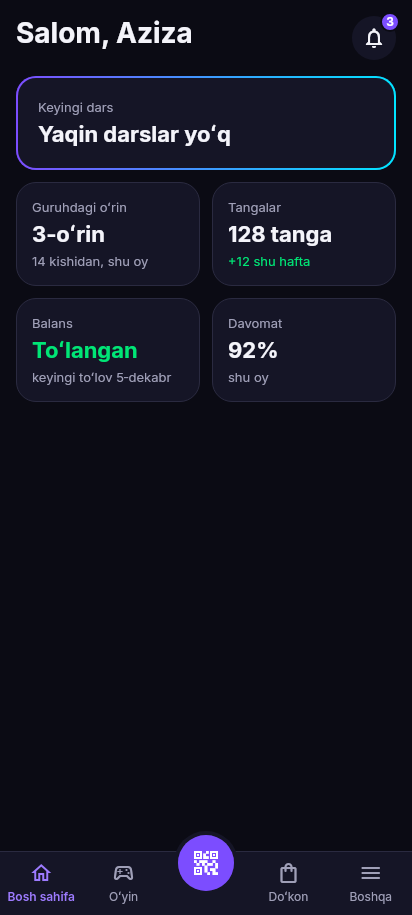 Salom, Aziza
3
Keyingi dars
Yaqin darslar yoʻq
Guruhdagi oʻrin
3-oʻrin
14 kishidan, shu oy
Tangalar
128 tanga
+12 shu hafta
Balans
Toʻlangan
keyingi toʻlov 5-dekabr
Davomat
92%
shu oy
Bosh sahifa
Oʻyin
Doʻkon
Boshqa